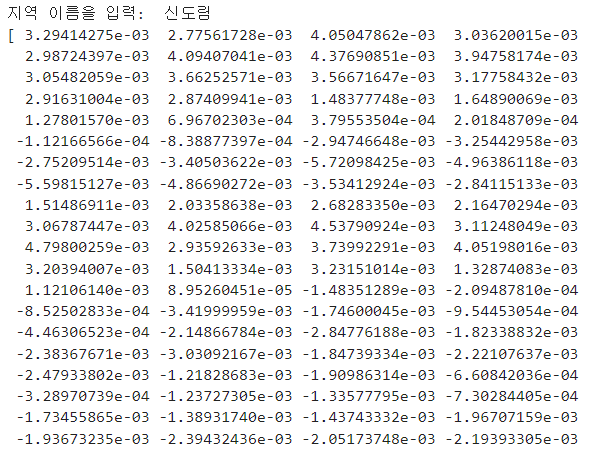 지역 이름을 입력:  신도림
[ 3.29414275e-03  2.77561728e-03  4.05047862e-03  3.03620015e-03
  2.98724397e-03  4.09407041e-03  4.37690851e-03  3.94758174e-03
  3.05482059e-03  3.66252571e-03  3.56671647e-03  3.17758432e-03
  2.91631004e-03  2.87409941e-03  1.48377748e-03  1.64890069e-03
  1.27801570e-03  6.96702303e-04  3.79553504e-04  2.01848709e-04
 -1.12166566e-04 -8.38877397e-04 -2.94746648e-03 -3.25442958e-03
 -2.75209514e-03 -3.40503622e-03 -5.72098425e-03 -4.96386118e-03
 -5.59815127e-03 -4.86690272e-03 -3.53412924e-03 -2.84115133e-03
  1.51486911e-03  2.03358638e-03  2.68283350e-03  2.16470294e-03
  3.06787447e-03  4.02585066e-03  4.53790924e-03  3.11248049e-03
  4.79800259e-03  2.93592633e-03  3.73992291e-03  4.05198016e-03
  3.20394007e-03  1.50413334e-03  3.23151014e-03  1.32874083e-03
  1.12106140e-03  8.95260451e-05 -1.48351289e-03 -2.09487810e-04
 -8.52502833e-04 -3.41999959e-03 -1.74600045e-03 -9.54453054e-04
 -4.46306523e-04 -2.14866784e-03 -2.84776188e-03 -1.82338832e-03
 -2.38367671e-03 -3.03092167e-03 -1.84739334e-03 -2.22107637e-03
 -2.47933802e-03 -1.21828683e-03 -1.90986314e-03 -6.60842036e-04
 -3.28970739e-04 -1.23727305e-03 -1.33577795e-03 -7.30284405e-04
 -1.73455865e-03 -1.38931740e-03 -1.43743332e-03 -1.96707159e-03
 -1.93673235e-03 -2.39432436e-03 -2.05173748e-03 -2.19393305e-03